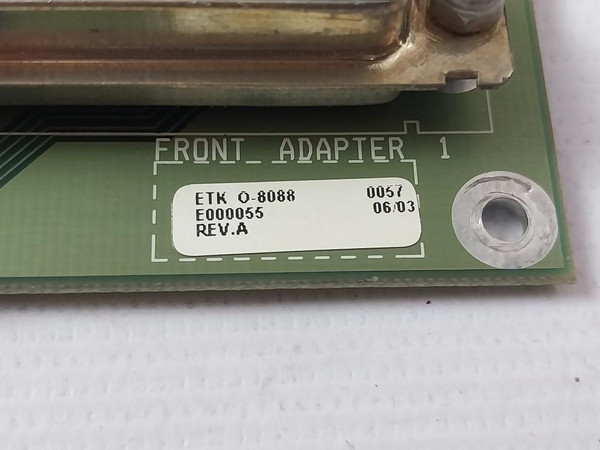 FRONT ADAPTER 1
ETK O-8088 0057
E000055 06/03
REV.A